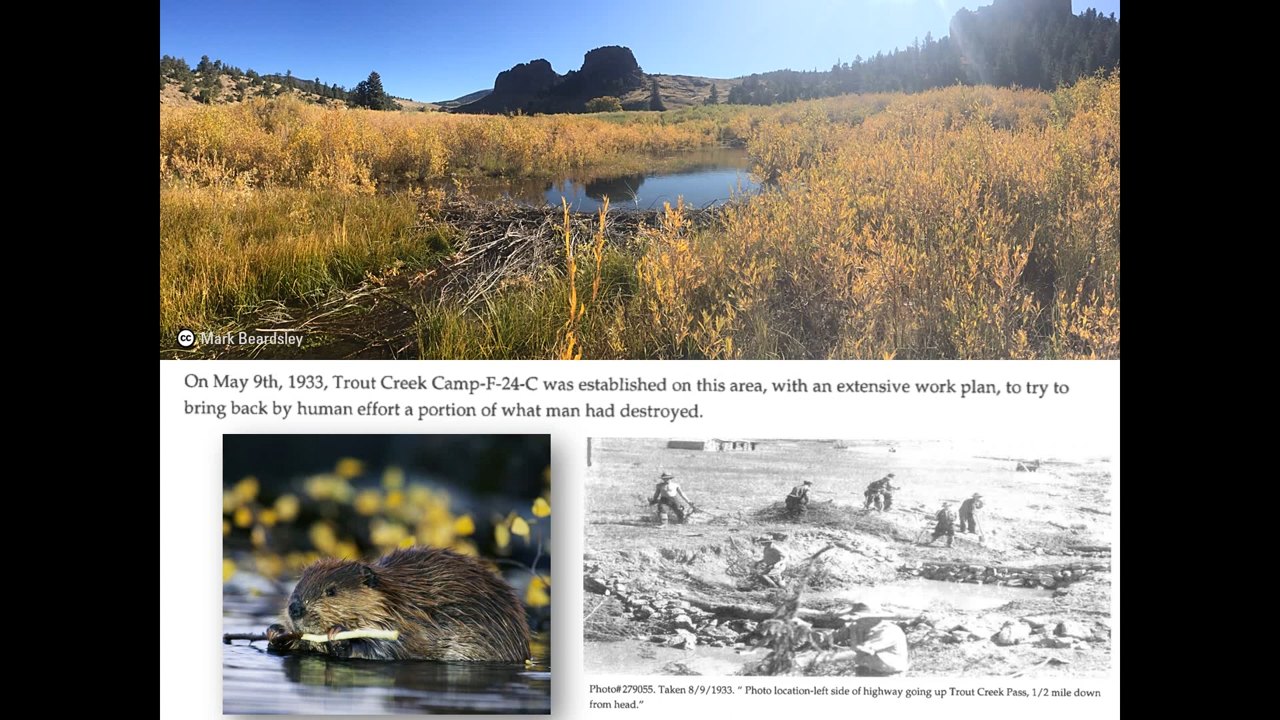 cc Mark Beardsley
On May 9th, 1933, Trout Creek Camp-F-24-C was established on this area, with an extensive work plan, to try to
bring back by human effort a portion of what man had destroyed.
Photo#279055. Taken 8/9/1933. " Photo location-left side of highway going up Trout Creek Pass, 1/2 mile down
from head."